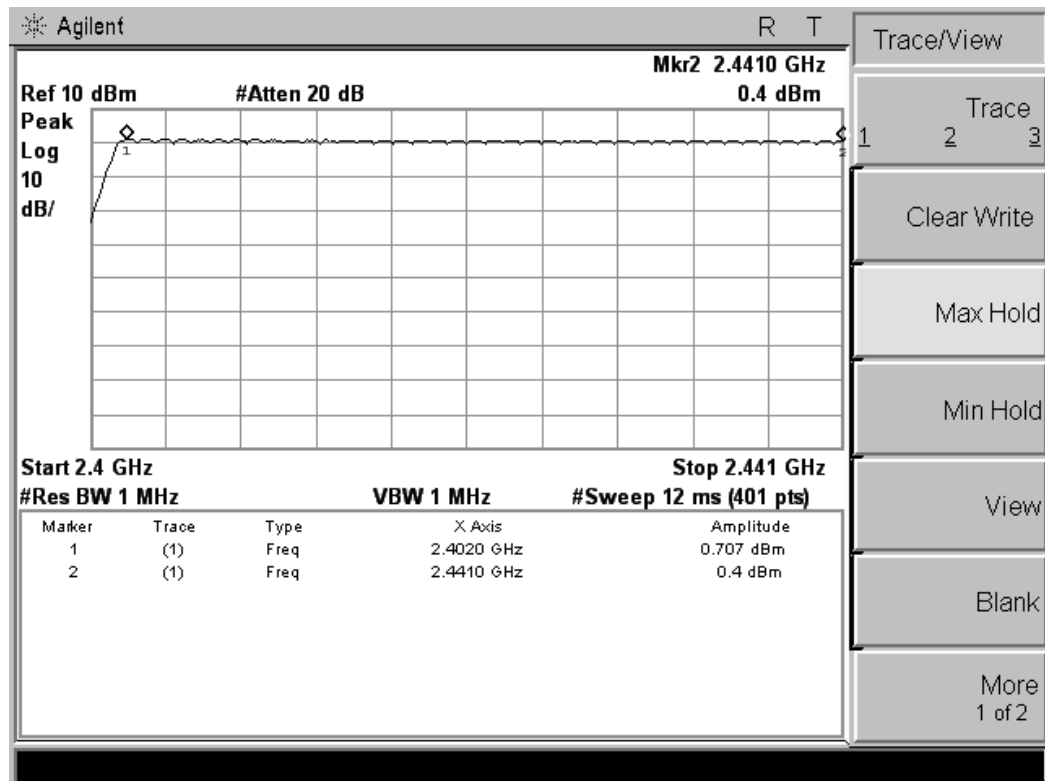 Agilent R T
Mkr2 2.4410 GHz
Ref 10 dBm #Atten 20 dB 0.4 dBm
Peak
Log
10
dB/
1
2
Start 2.4 GHz Stop 2.441 GHz
#Res BW 1 MHz VBW 1 MHz #Sweep 12 ms (401 pts)
Marker Trace Type X Axis Amplitude
1 (1) Freq 2.4020 GHz 0.707 dBm
2 (1) Freq 2.4410 GHz 0.4 dBm
Trace/View
Trace
1 2 3
Clear Write
Max Hold
Min Hold
View
Blank
More
1 of 2